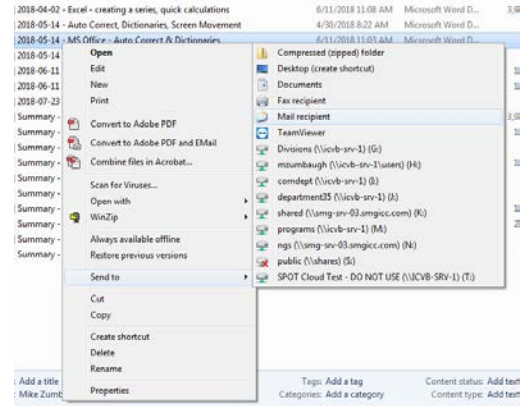 2018-04-02 - Excel - creating a series, quick calculations 6/11/2018 11:08 AM Microsoft Word D...
2018-05-14 - Auto Correct, Dictionaries, Screen Movement 4/30/2018 8:22 AM Microsoft Word D...
2018-05-14 - MS Office - Auto Correct & Dictionaries 6/11/2018 11:03 AM Microsoft Word D...
2018-05-14
2018-06-11
2018-06-11
2018-07-23
Summary -
Summary -
Summary -
Summary -
Summary -
Summary -
Summary -
Summary -
Summary -
Summary -
Open
Edit
New
Print
Convert to Adobe PDF
Convert to Adobe PDF and EMail
Combine files in Acrobat...
Scan for Viruses...
Open with
WinZip
Always available offline
Restore previous versions
Send to
Cut
Copy
Create shortcut
Delete
Rename
Properties
Compressed (zipped) folder
Desktop (create shortcut)
Documents
Fax recipient
Mail recipient
TeamViewer
Divisions (\\icvb-srv-1) (G:)
mzumbaugh (\\icvb-srv-1\users) (H:)
comdept (\\icvb-srv-1) (I:)
department35 (\\icvb-srv-1) (J:)
shared (\\smg-srv-03.smgicc.com) (K:)
programs (\\icvb-srv-1) (M:)
ngs (\\smg-srv-03.smgicc.com) (N:)
public (\\shares) (S:)
SPOT Cloud Test - DO NOT USE (\\ICVB-SRV-1) (T:)
Add a title Tags: Add a tag Content status: Add text
Mike Zumb Categories: Add a category Content type: Add text